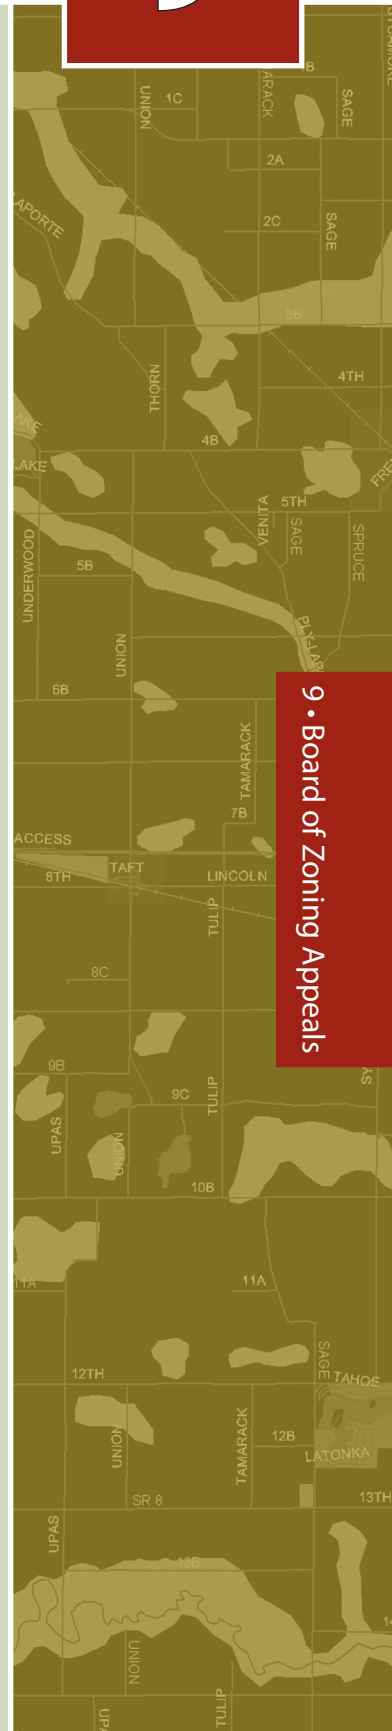 1C
UNION
SAGE
2A
LAPORTE
2C
SAGE
3B
4TH
THORN
4B
LAKE
5TH
VENITA
SAGE
SPRUCE
UNDERWOOD
5B
UNION
6B
9 • Board of Zoning Appeals
TAMARACK
7B
ACCESS
8TH
TAFT
LINCOLN
TULIP
8C
9B
9C
TULIP
UPAS
UNION
10B
11A
11A
SAGE
12TH
TAHOE
UNION
TAMARACK
12B
LATONKA
SR 8
13TH
UPAS
13B
UNION
TULIP